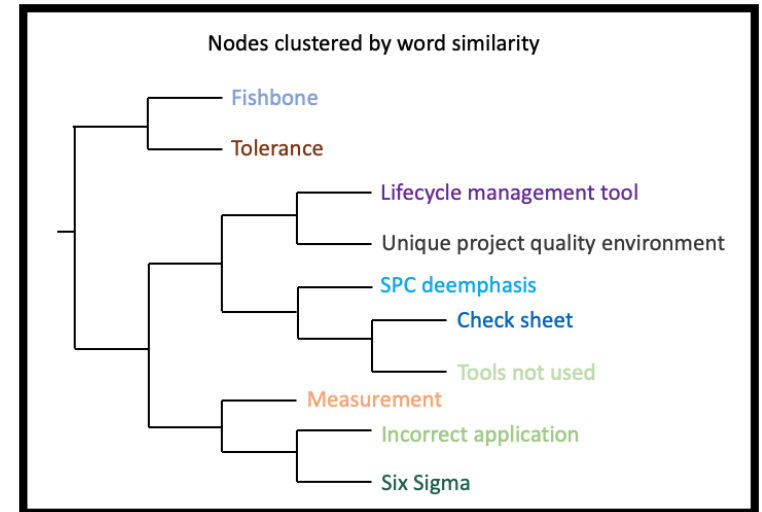 Nodes clustered by word similarity
Fishbone
Tolerance
Lifecycle management tool
Unique project quality environment
SPC deemphasis
Check sheet
Tools not used
Measurement
Incorrect application
Six Sigma